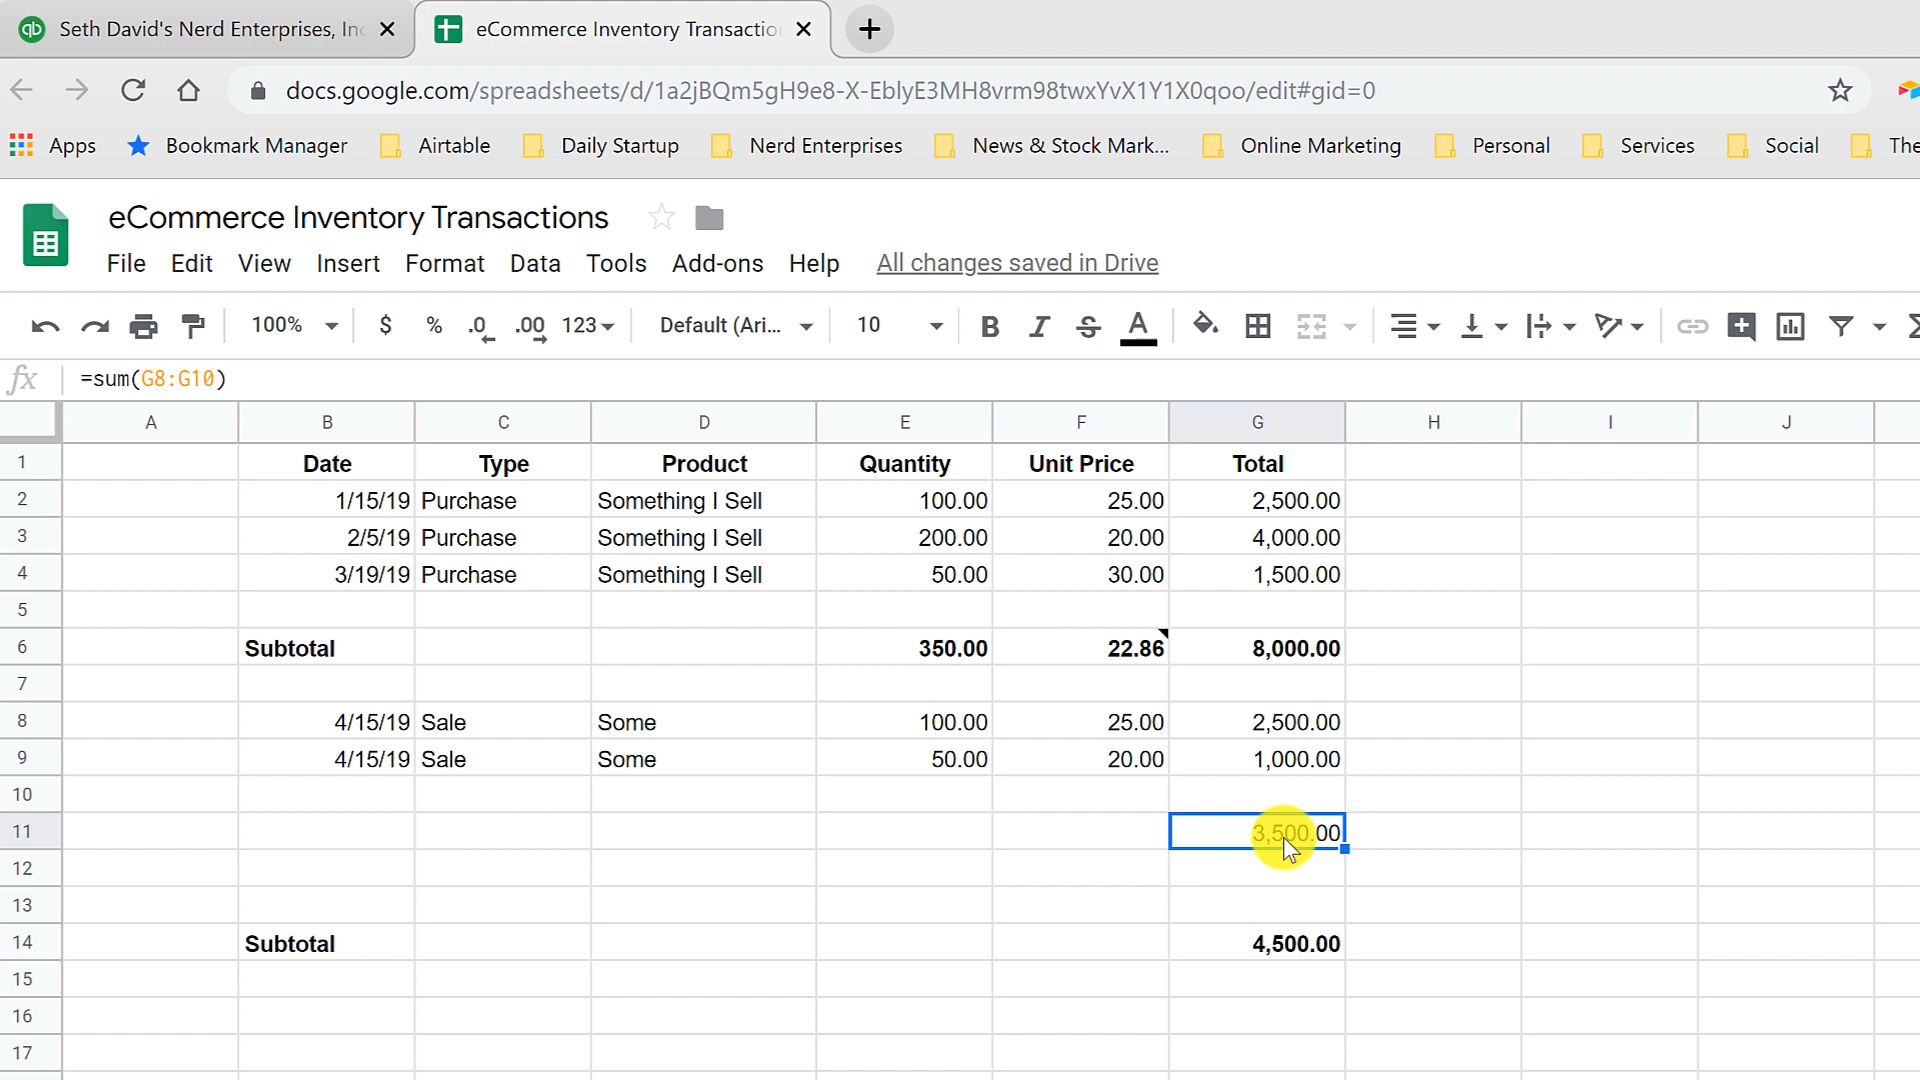 qb Seth David's Nerd Enterprises, Inc eCommerce Inventory Transactio
docs.google.com/spreadsheets/d/1a2jBQm5gH9e8-X-EblyE3MH8vrm98twxYvX1Y1X0qoo/edit#gid=0
Apps Bookmark Manager Airtable Daily Startup Nerd Enterprises News & Stock Mark... Online Marketing Personal Services Social The
eCommerce Inventory Transactions
File Edit View Insert Format Data Tools Add-ons Help All changes saved in Drive
100% $ % .0 .00 123 Default (Ari... 10 B I S A
fx =sum(G8:G10)
A B C D E F G H I J
1 Date Type Product Quantity Unit Price Total
2 1/15/19 Purchase Something I Sell 100.00 25.00 2,500.00
3 2/5/19 Purchase Something I Sell 200.00 20.00 4,000.00
4 3/19/19 Purchase Something I Sell 50.00 30.00 1,500.00
5
6 Subtotal 350.00 22.86 8,000.00
7
8 4/15/19 Sale Some 100.00 25.00 2,500.00
9 4/15/19 Sale Some 50.00 20.00 1,000.00
10
11 3,500.00
12
13
14 Subtotal 4,500.00
15
16
17